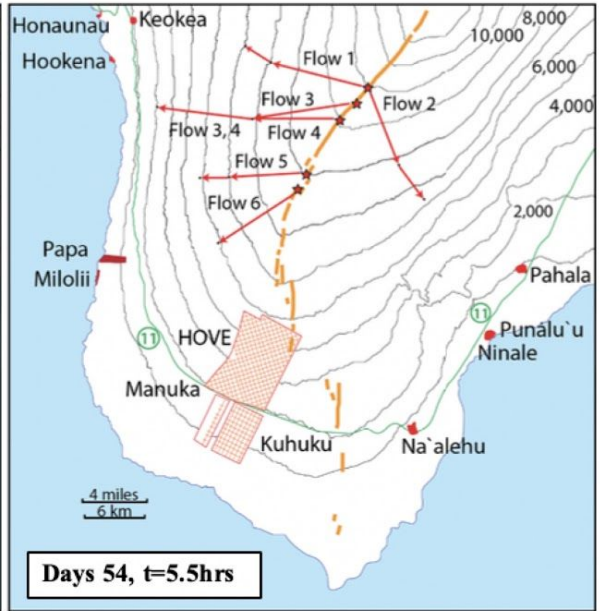 Honaunau
Keokea
Hookena
8,000
10,000
6,000
4,000
2,000
Flow 1
Flow 2
Flow 3
Flow 4
Flow 3, 4
Flow 5
Flow 6
Papa
Milolii
11
HOVE
Manuka
Kuhuku
Pahala
11
Punálu`u
Ninale
Na`alehu
4 miles
6 km
Days 54, t=5.5hrs